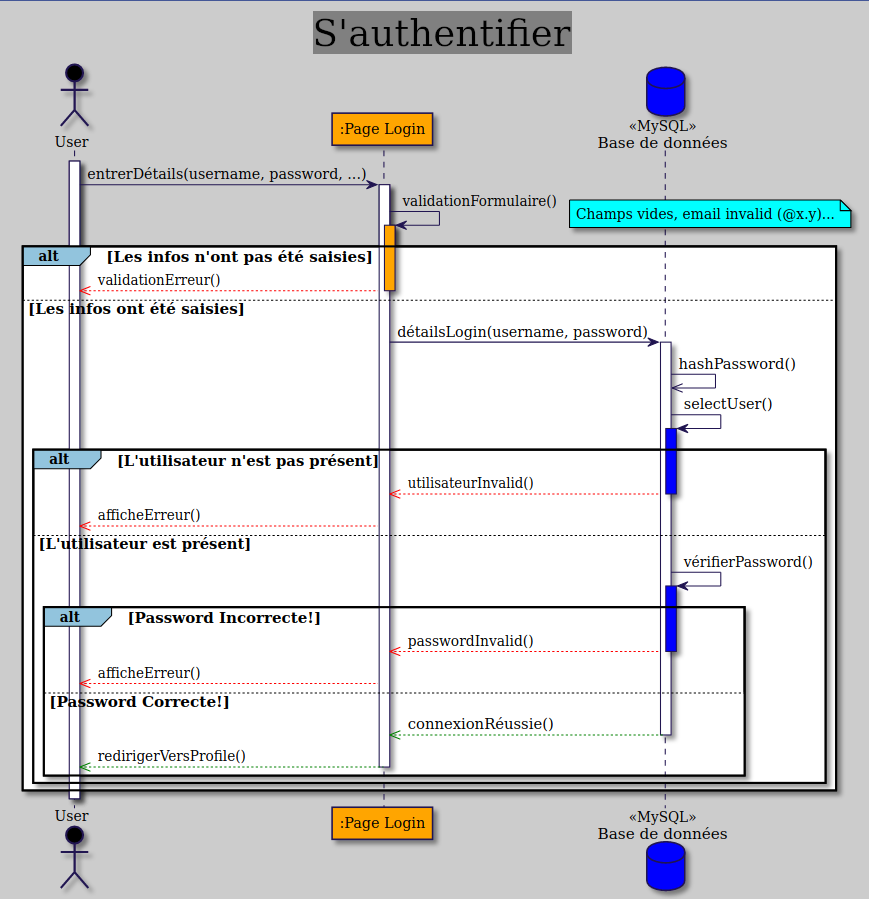 S'authentifier
User
:Page Login
«MySQL»
Base de données
entrerDétails(username, password, ...)
validationFormulaire()
Champs vides, email invalid (@x.y)...
alt [Les infos n'ont pas été saisies]
validationErreur()
[Les infos ont été saisies]
détailsLogin(username, password)
hashPassword()
selectUser()
alt [L'utilisateur n'est pas présent]
utilisateurInvalid()
afficheErreur()
[L'utilisateur est présent]
vérifierPassword()
alt [Password Incorrecte!]
passwordInvalid()
afficheErreur()
[Password Correcte!]
connexionRéussie()
redirigerVersProfile()
User
:Page Login
«MySQL»
Base de données